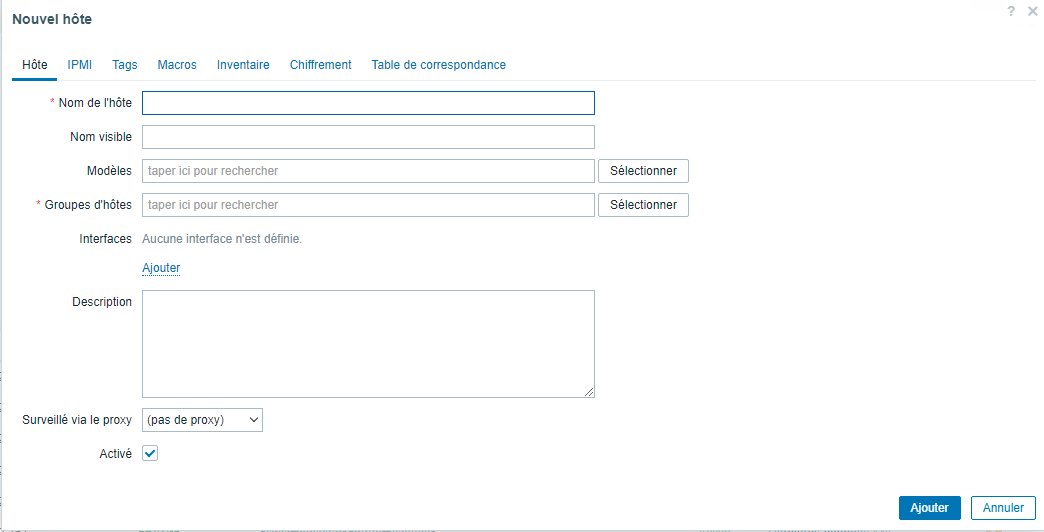 Nouvel hôte
? ×
Hôte IPMI Tags Macros Inventaire Chiffrement Table de correspondance
* Nom de l'hôte
Nom visible
Modèles taper ici pour rechercher Sélectionner
* Groupes d'hôtes taper ici pour rechercher Sélectionner
Interfaces Aucune interface n'est définie.
Ajouter
Description
Surveillé via le proxy (pas de proxy)
Activé
Ajouter Annuler